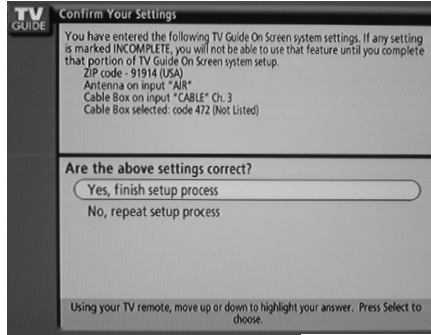 TV GUIDE
Confirm Your Settings
You have entered the following TV Guide On Screen system settings. If any setting
is marked INCOMPLETE, you will not be able to use that feature until you complete
that portion of TV Guide On Screen system setup.
ZIP code - 91914 (USA)
Antenna on input "AIR"
Cable Box on input "CABLE" Ch. 3
Cable Box selected: code 472 (Not Listed)
Are the above settings correct?
Yes, finish setup process
No, repeat setup process
Using your TV remote, move up or down to highlight your answer. Press Select to
choose.